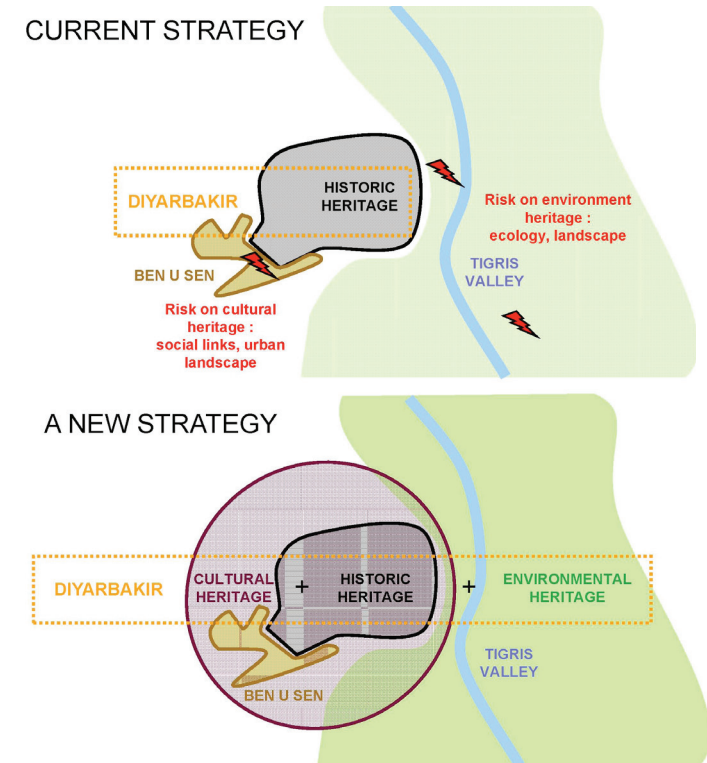 CURRENT STRATEGY
DIYARBAKIR
HISTORIC
HERITAGE
Risk on environment
heritage :
ecology, landscape
BEN U SEN
TIGRIS
VALLEY
Risk on cultural
heritage :
social links, urban
landscape
A NEW STRATEGY
DIYARBAKIR
CULTURAL
HERITAGE
+
HISTORIC
HERITAGE
+
ENVIRONMENTAL
HERITAGE
TIGRIS
VALLEY
BEN U SEN